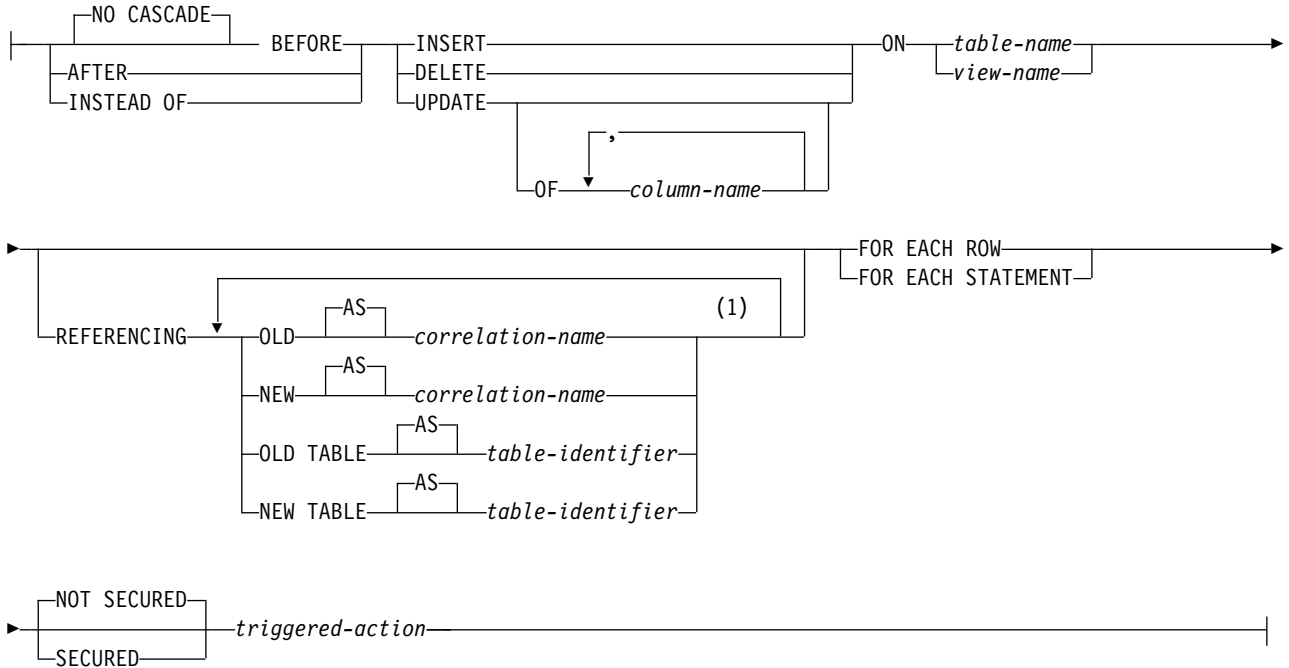 NO CASCADE
BEFORE INSERT ON table-name
AFTER DELETE view-name
INSTEAD OF UPDATE
,
OF column-name
FOR EACH ROW
FOR EACH STATEMENT
AS (1)
REFERENCING OLD correlation-name
AS
NEW correlation-name
AS
OLD TABLE table-identifier
AS
NEW TABLE table-identifier
NOT SECURED
triggered-action
SECURED